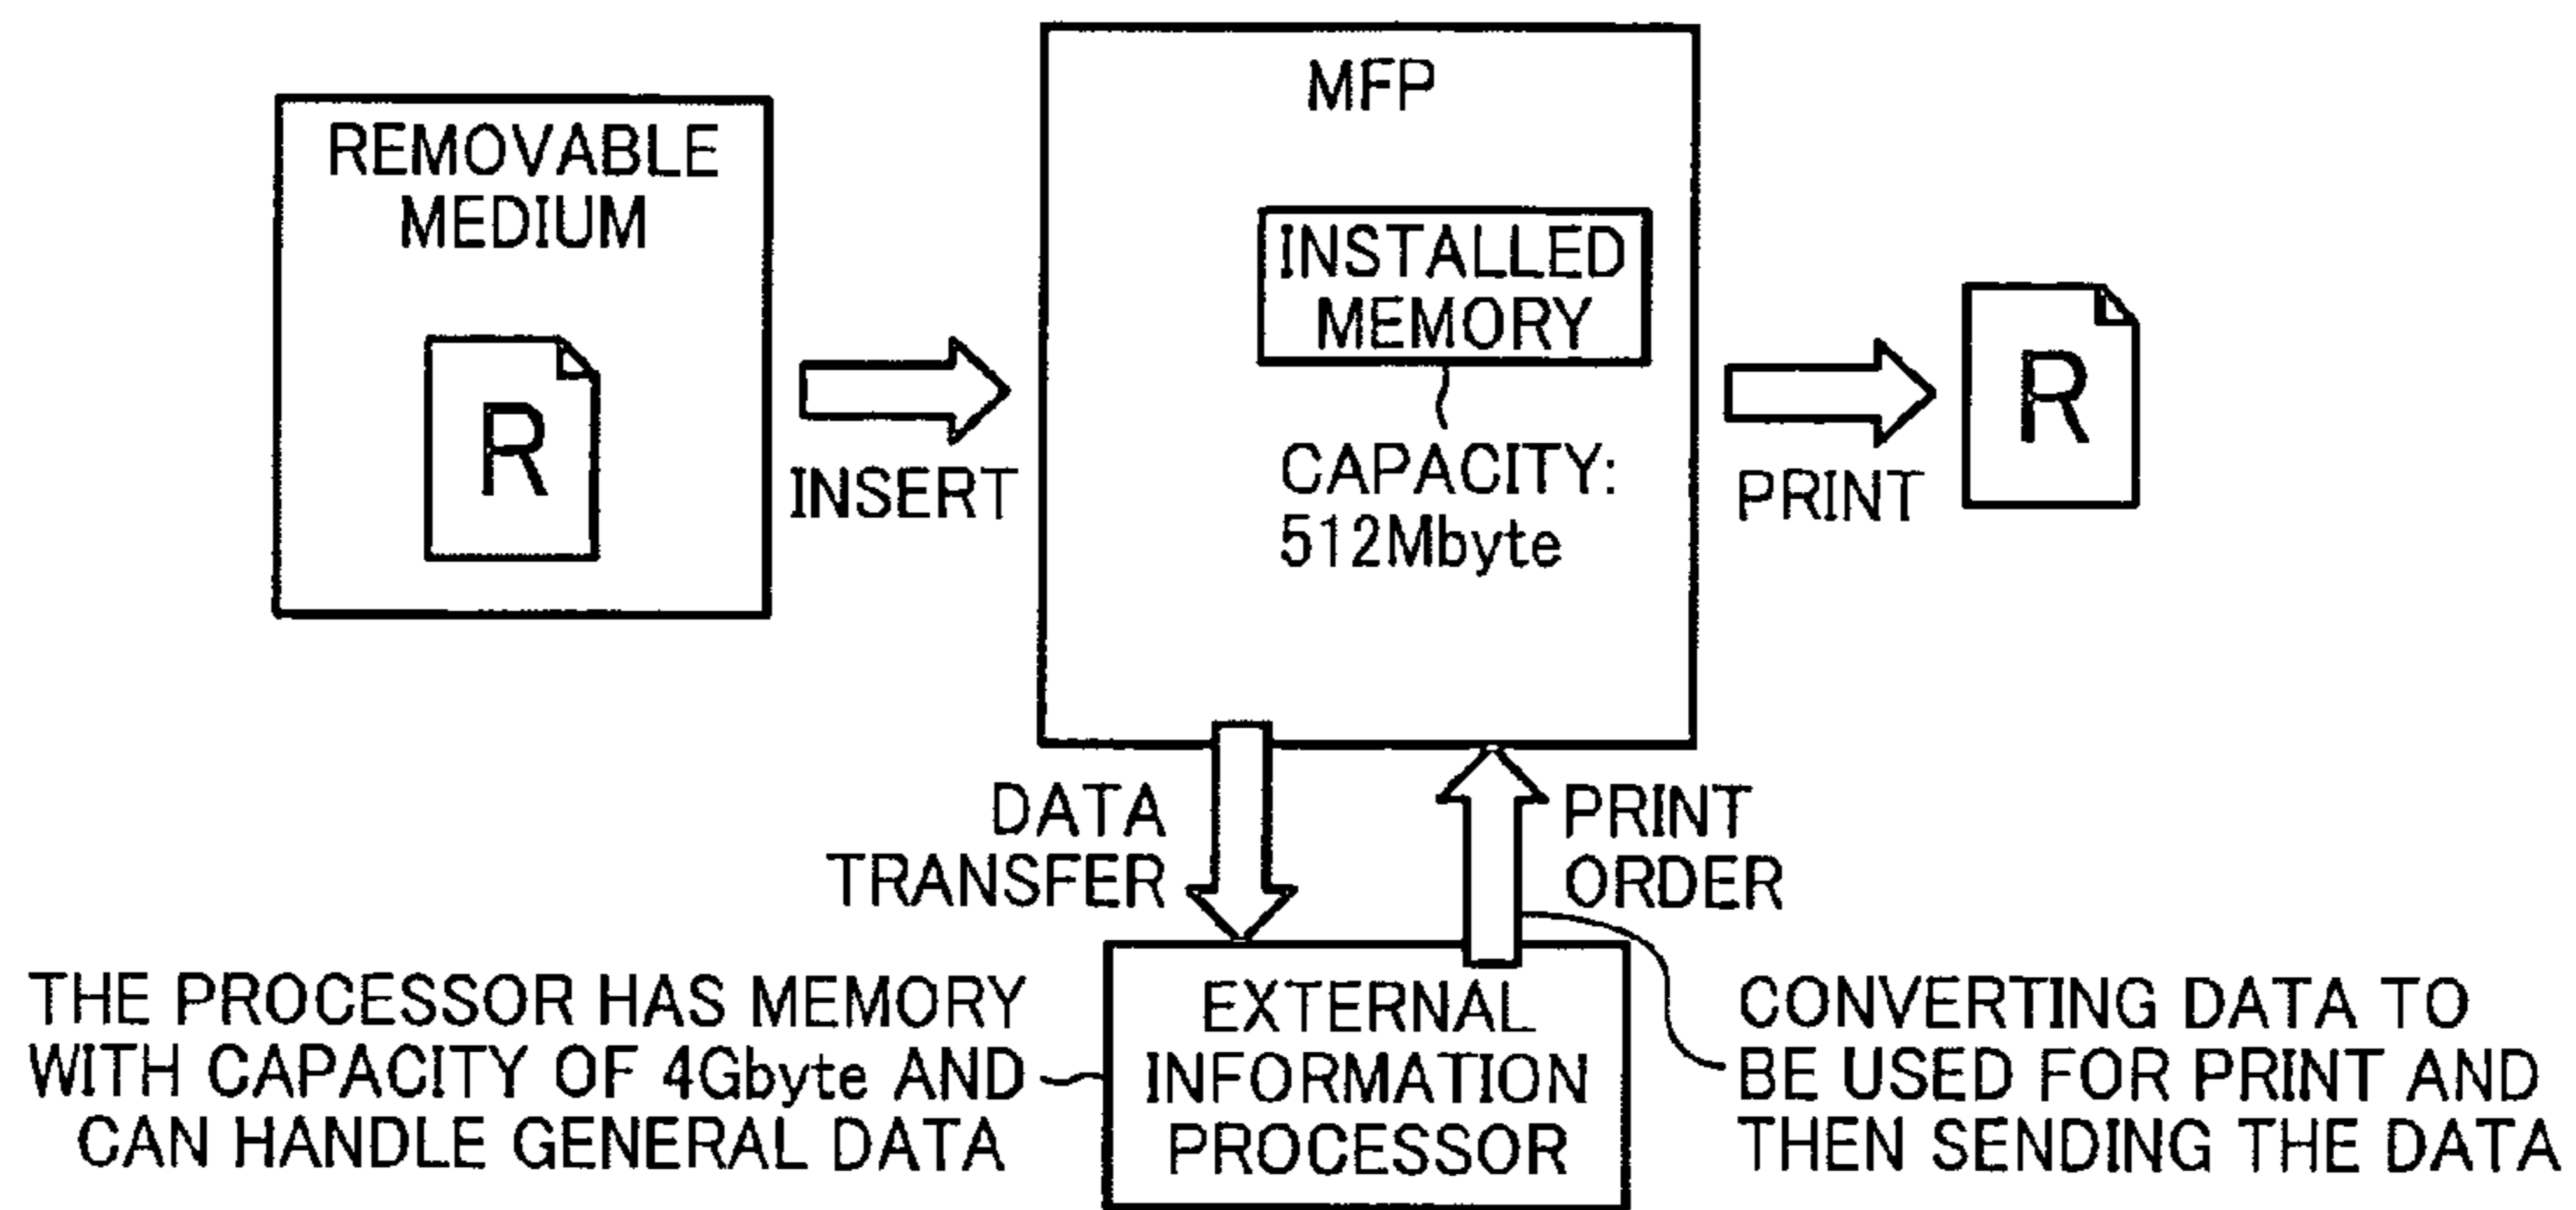 MFP
REMOVABLE
MEDIUM
R
INSERT
INSTALLED
MEMORY
CAPACITY:
512Mbyte
PRINT
R
DATA
TRANSFER
PRINT
ORDER
THE PROCESSOR HAS MEMORY
WITH CAPACITY OF 4Gbyte AND
CAN HANDLE GENERAL DATA
EXTERNAL
INFORMATION
PROCESSOR
CONVERTING DATA TO
BE USED FOR PRINT AND
THEN SENDING THE DATA